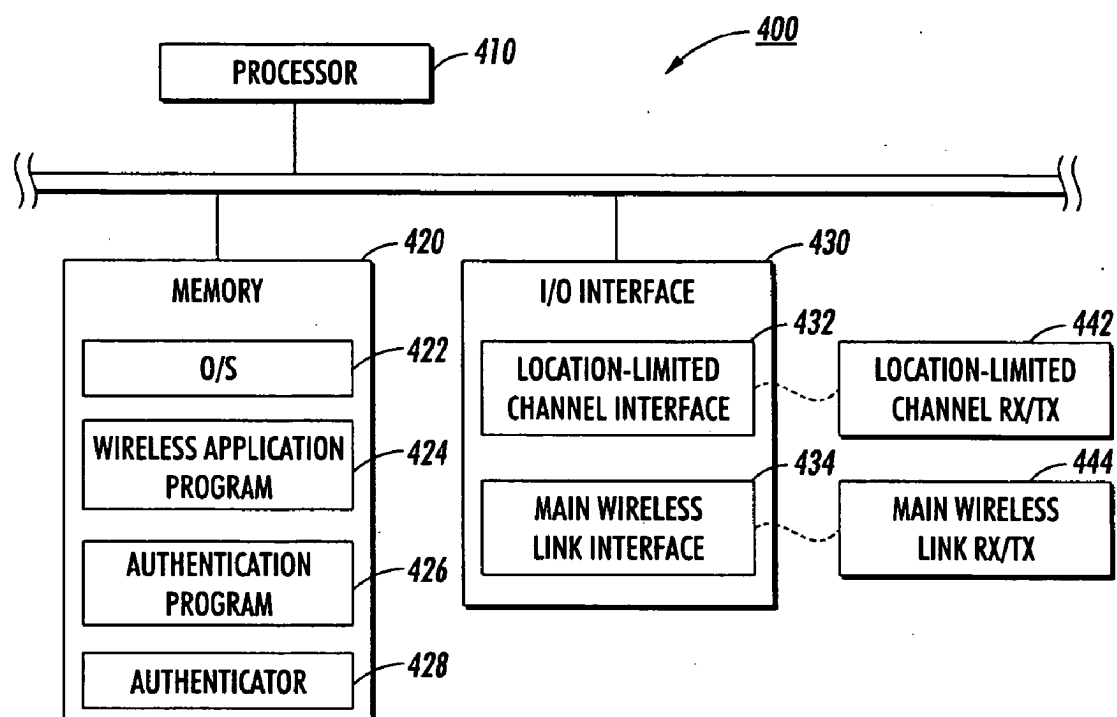 400
PROCESSOR
410
MEMORY
420
O/S
422
WIRELESS APPLICATION
PROGRAM
424
AUTHENTICATION
PROGRAM
426
AUTHENTICATOR
428
I/O INTERFACE
430
LOCATION-LIMITED
CHANNEL INTERFACE
432
MAIN WIRELESS
LINK INTERFACE
434
LOCATION-LIMITED
CHANNEL RX/TX
442
MAIN WIRELESS
LINK RX/TX
444